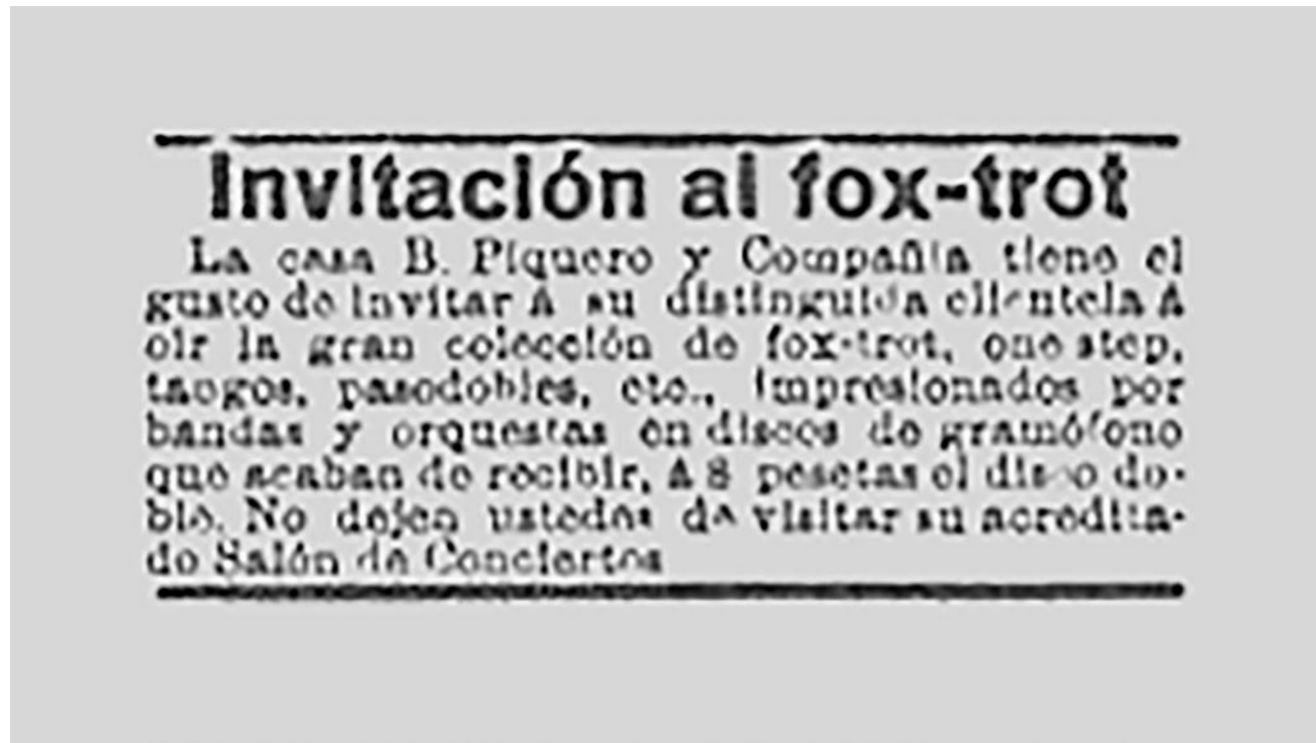 Invitación al fox-trot
La casa B. Piquero y Compañía tiene el
gusto de invitar á su distinguida clientela á
oir la gran colección de fox-trot, one step,
tangos, pasodobles, etc., impresionados por
bandas y orquestas en discos de gramófono
que acaban de recibir, á 8 pesetas el disco do-
ble. No dejen ustedes de visitar su acredita-
do Salón de Conciertos